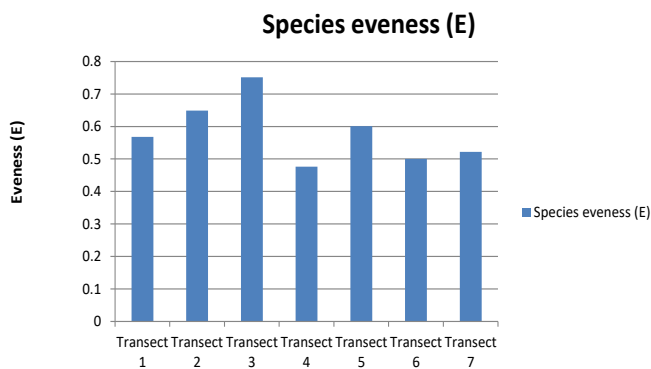 Species eveness (E)
Eveness (E)
0.8
0.7
0.6
0.5
0.4
0.3
0.2
0.1
0
Transect Transect Transect Transect Transect Transect Transect
1 2 3 4 5 6 7
Species eveness (E)